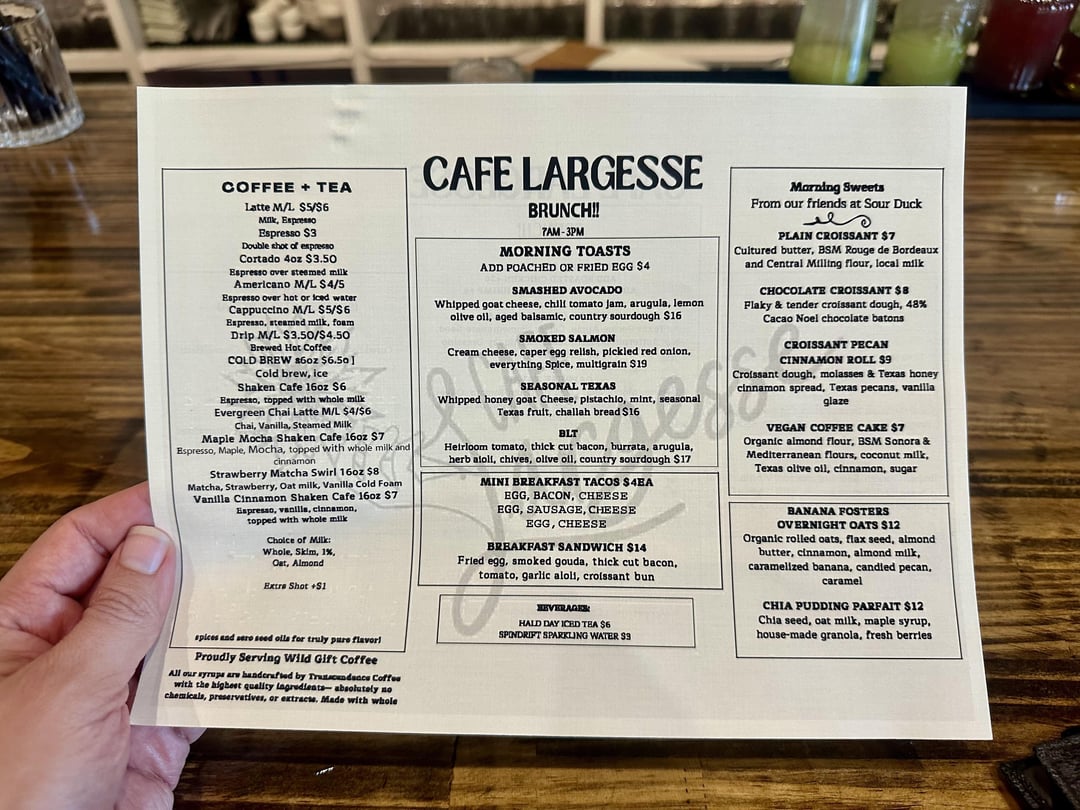 CAFE LARGESSE
BRUNCH!!
7AM-3PM
COFFEE + TEA
Latte M/L $5/$6
Milk, Espresso
Espresso $3
Double shot of espresso
Cortado 4oz $3.50
Espresso over steamed milk
Americano M/L $4/5
Espresso over hot or iced water
Cappuccino M/L $5/$6
Espresso, steamed milk, foam
Drip M/L $3.50/$4.50
Brewed Hot Coffee
COLD BREW 16oz $6.50 ]
Cold brew, ice
Shaken Cafe 16oz $6
Espresso, topped with whole milk
Evergreen Chai Latte M/L $4/$6
Chai, Vanilla, Steamed Milk
Maple Mocha Shaken Cafe 16oz $7
Espresso, Maple, Mocha, topped with whole milk and
cinnamon
Strawberry Matcha Swirl 16oz $8
Matcha, Strawberry, Oat milk, Vanilla Cold Foam
Vanilla Cinnamon Shaken Cafe 16oz $7
Espresso, vanilla, cinnamon,
topped with whole milk
Choice of Milk:
Whole, Skim, 1%,
Oat, Almond
Extra Shot +$1
spices and zero seed oils for truly pure flavor!
Proudly Serving Wild Gift Coffee
All our syrups are handcrafted by Transcendence Coffee
with the highest quality ingredients— absolutely no
chemicals, preservatives, or extracts. Made with whole
MORNING TOASTS
ADD POACHED OR FRIED EGG $4
SMASHED AVOCADO
Whipped goat cheese, chili tomato jam, arugula, lemon
olive oil, aged balsamic, country sourdough $16
SMOKED SALMON
Cream cheese, caper egg relish, pickled red onion,
everything Spice, multigrain $19
SEASONAL TEXAS
Whipped honey goat Cheese, pistachio, mint, seasonal
Texas fruit, challah bread $16
BLT
Heirloom tomato, thick cut bacon, burrata, arugula,
herb aioli, chives, olive oil, country sourdough $17
MINI BREAKFAST TACOS $4EA
EGG, BACON, CHEESE
EGG, SAUSAGE, CHEESE
EGG, CHEESE
BREAKFAST SANDWICH $14
Fried egg, smoked gouda, thick cut bacon,
tomato, garlic aioli, croissant bun
BEVERAGES
HALD DAY ICED TEA $6
SPINDRIFT SPARKLING WATER $3
Morning Sweets
From our friends at Sour Duck
PLAIN CROISSANT $7
Cultured butter, BSM Rouge de Bordeaux
and Central Milling flour, local milk
CHOCOLATE CROISSANT $8
Flaky & tender croissant dough, 48%
Cacao Noel chocolate batons
CROISSANT PECAN
CINNAMON ROLL $9
Croissant dough, molasses & Texas honey
cinnamon spread, Texas pecans, vanilla
glaze
VEGAN COFFEE CAKE $7
Organic almond flour, BSM Sonora &
Mediterranean flours, coconut milk,
Texas olive oil, cinnamon, sugar
BANANA FOSTERS
OVERNIGHT OATS $12
Organic rolled oats, flax seed, almond
butter, cinnamon, almond milk,
caramelized banana, candied pecan,
caramel
CHIA PUDDING PARFAIT $12
Chia seed, oat milk, maple syrup,
house-made granola, fresh berries
CAFE
Largesse